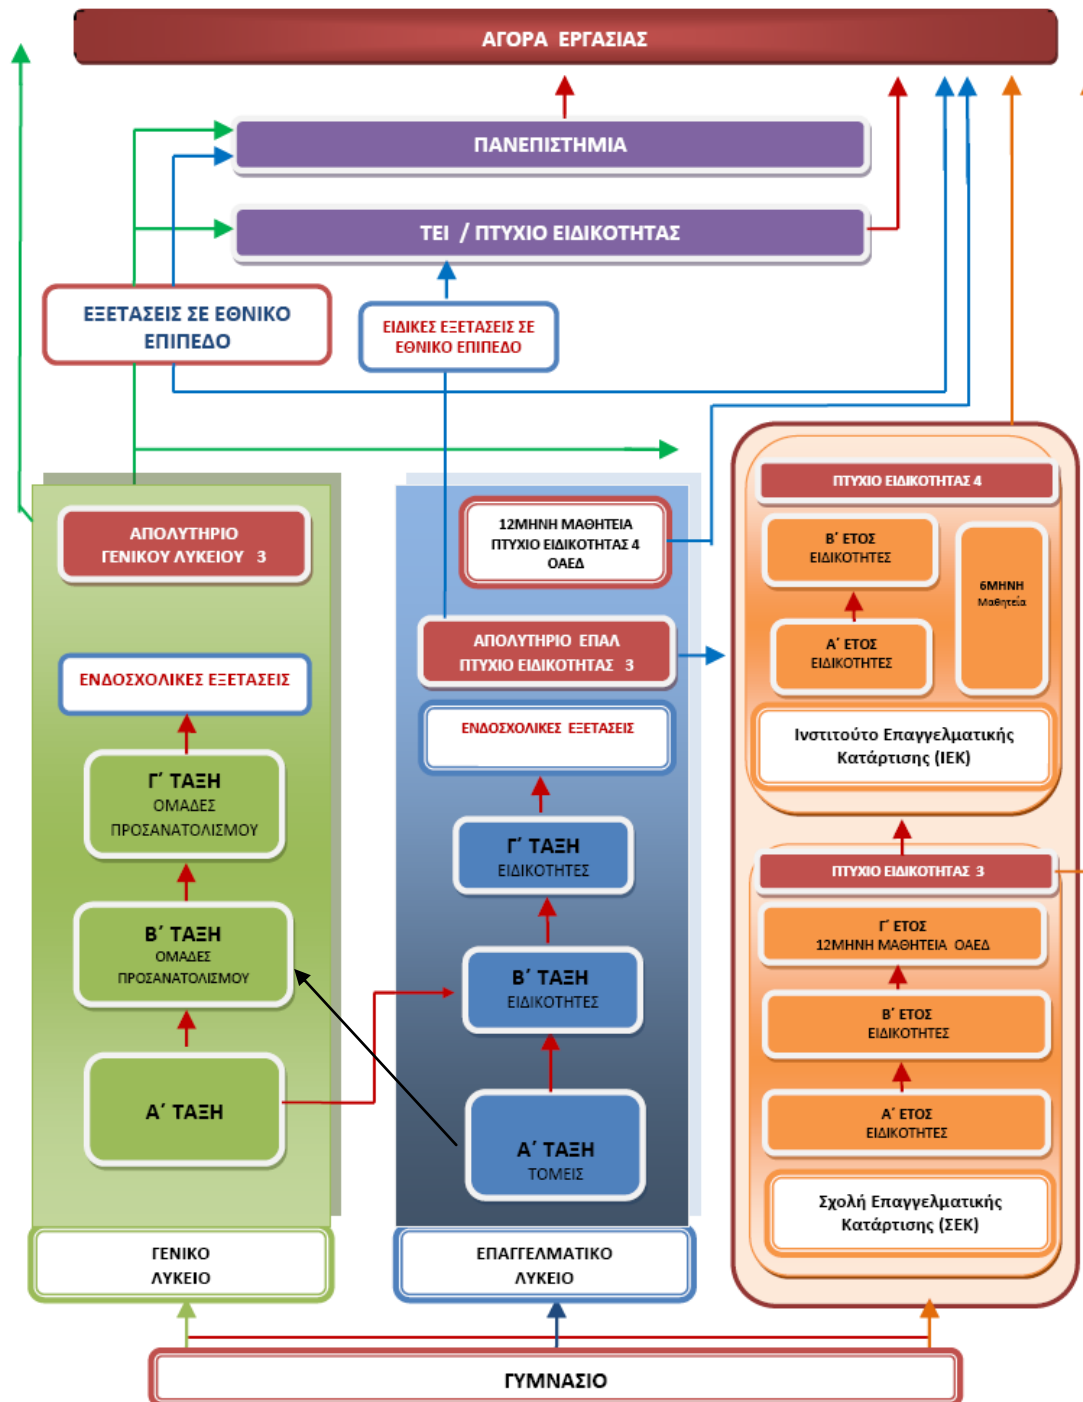 ΑΓΟΡΑ ΕΡΓΑΣΙΑΣ
ΠΑΝΕΠΙΣΤΗΜΙΑ
ΤΕΙ / ΠΤΥΧΙΟ ΕΙΔΙΚΟΤΗΤΑΣ
ΕΞΕΤΑΣΕΙΣ ΣΕ ΕΘΝΙΚΟ
ΕΠΙΠΕΔΟ
ΕΙΔΙΚΕΣ ΕΞΕΤΑΣΕΙΣ ΣΕ
ΕΘΝΙΚΟ ΕΠΙΠΕΔΟ
ΑΠΟΛΥΤΗΡΙΟ
ΓΕΝΙΚΟΥ ΛΥΚΕΙΟΥ 3
ΕΝΔΟΣΧΟΛΙΚΕΣ ΕΞΕΤΑΣΕΙΣ
Γ΄ ΤΑΞΗ
ΟΜΑΔΕΣ
ΠΡΟΣΑΝΑΤΟΛΙΣΜΟΥ
Β΄ ΤΑΞΗ
ΟΜΑΔΕΣ
ΠΡΟΣΑΝΑΤΟΛΙΣΜΟΥ
Α΄ ΤΑΞΗ
ΓΕΝΙΚΟ
ΛΥΚΕΙΟ
12ΜΗΝΗ ΜΑΘΗΤΕΙΑ
ΠΤΥΧΙΟ ΕΙΔΙΚΟΤΗΤΑΣ 4
ΟΑΕΔ
ΑΠΟΛΥΤΗΡΙΟ ΕΠΑΛ
ΠΤΥΧΙΟ ΕΙΔΙΚΟΤΗΤΑΣ 3
ΕΝΔΟΣΧΟΛΙΚΕΣ ΕΞΕΤΑΣΕΙΣ
Γ΄ ΤΑΞΗ
ΕΙΔΙΚΟΤΗΤΕΣ
Β΄ ΤΑΞΗ
ΕΙΔΙΚΟΤΗΤΕΣ
Α΄ ΤΑΞΗ
ΤΟΜΕΙΣ
ΕΠΑΓΓΕΛΜΑΤΙΚΟ
ΛΥΚΕΙΟ
ΠΤΥΧΙΟ ΕΙΔΙΚΟΤΗΤΑΣ 4
Β΄ ΕΤΟΣ
ΕΙΔΙΚΟΤΗΤΕΣ
6ΜΗΝΗ
Μαθητεία
Α΄ ΕΤΟΣ
ΕΙΔΙΚΟΤΗΤΕΣ
Ινστιτούτο Επαγγελματικής
Κατάρτισης (ΙΕΚ)
ΠΤΥΧΙΟ ΕΙΔΙΚΟΤΗΤΑΣ 3
Γ΄ ΕΤΟΣ
12ΜΗΝΗ ΜΑΘΗΤΕΙΑ ΟΑΕΔ
Β΄ ΕΤΟΣ
ΕΙΔΙΚΟΤΗΤΕΣ
Α΄ ΕΤΟΣ
ΕΙΔΙΚΟΤΗΤΕΣ
Σχολή Επαγγελματικής
Κατάρτισης (ΣΕΚ)
ΓΥΜΝΑΣΙΟ